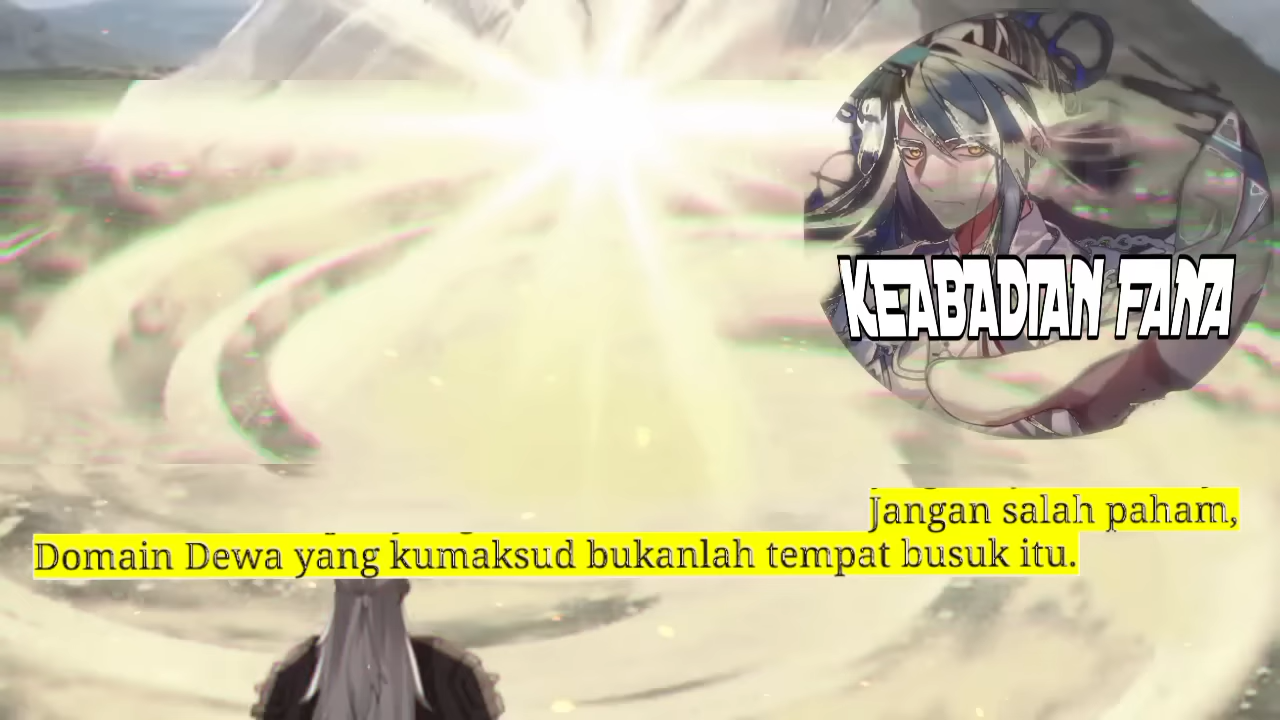 KEABADIAN FANA
Jangan salah paham,
Domain Dewa yang kumaksud bukanlah tempat busuk itu.